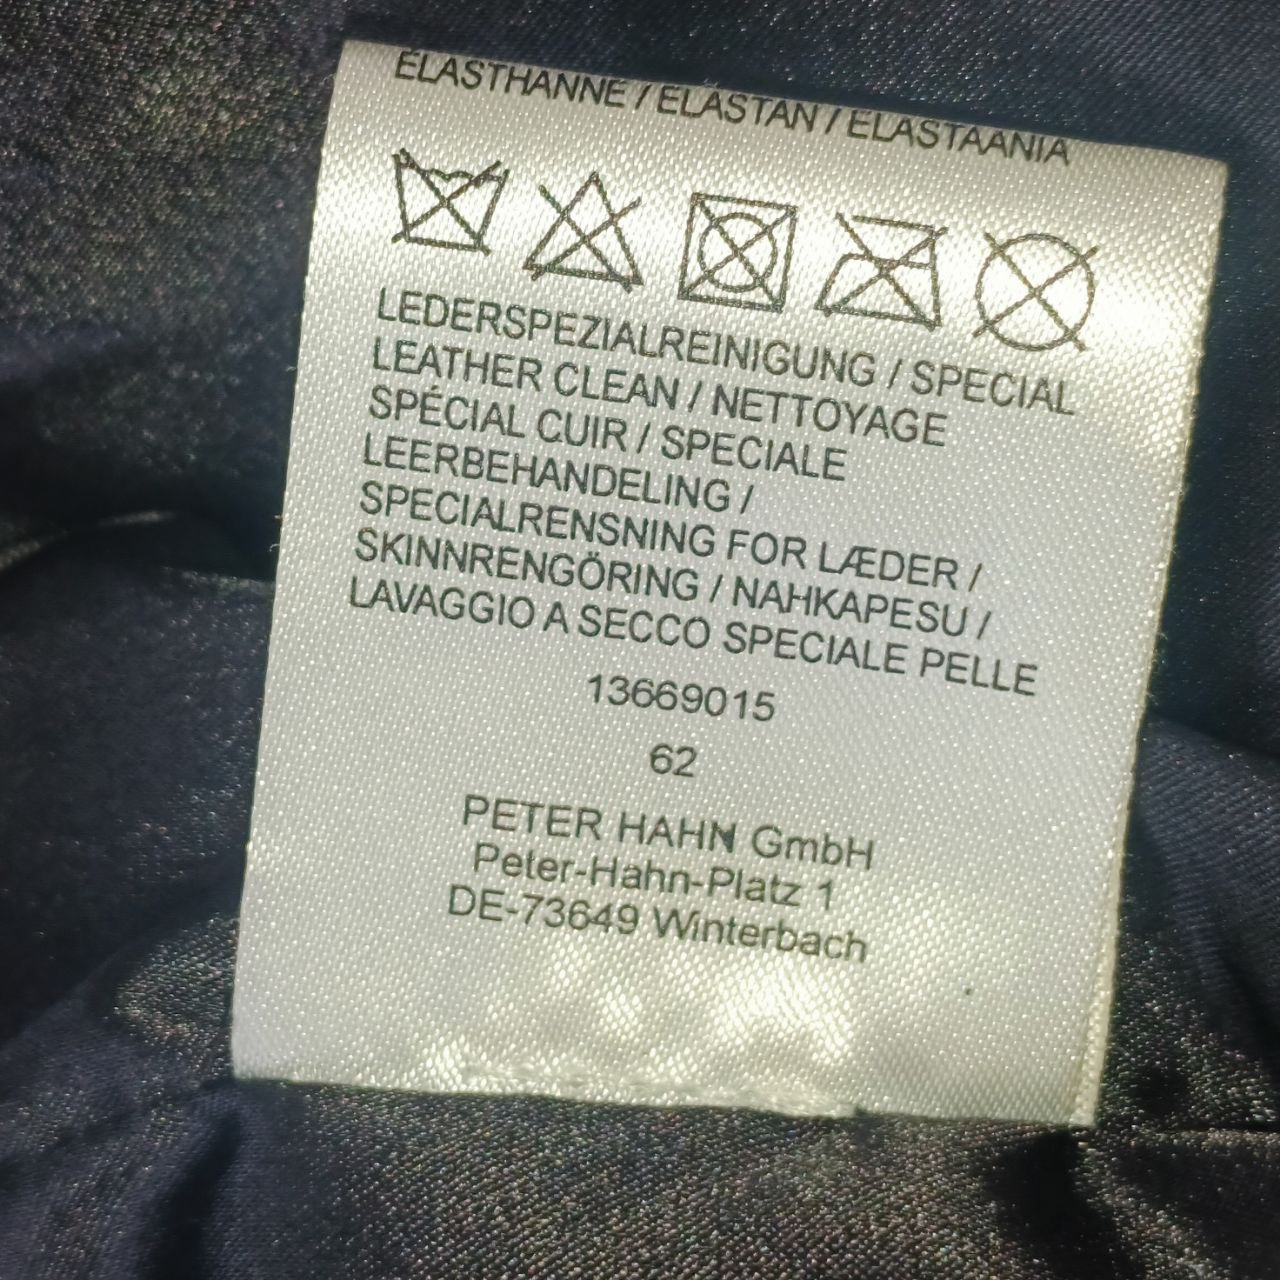 ÉLASTHANNE / ELASTAN / ELASTAANIA
LEDERSPEZIALREINIGUNG / SPECIAL
LEATHER CLEAN / NETTOYAGE
SPÉCIAL CUIR / SPECIALE
LEERBEHANDELING /
SPECIALRENSNING FOR LÆDER /
SKINNRENGÖRING / NAHKAPESU /
LAVAGGIO A SECCO SPECIALE PELLE
13669015
62
PETER HAHN GmbH
Peter-Hahn-Platz 1
DE-73649 Winterbach